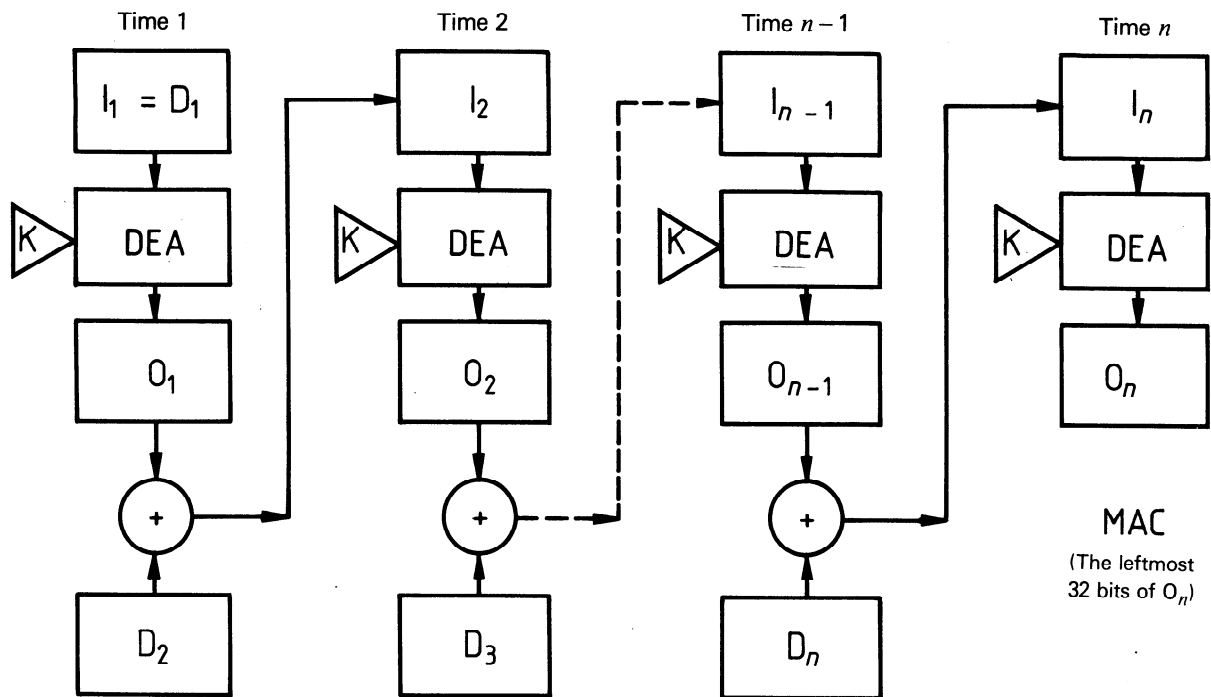 Time 1
Time 2
Time n – 1
Time n
I₁ = D₁
I₂
Iₙ₋₁
Iₙ
K
DEA
K
DEA
K
DEA
K
DEA
O₁
O₂
Oₙ₋₁
Oₙ
+
+
+
MAC
(The leftmost
32 bits of Oₙ)
D₂
D₃
Dₙ